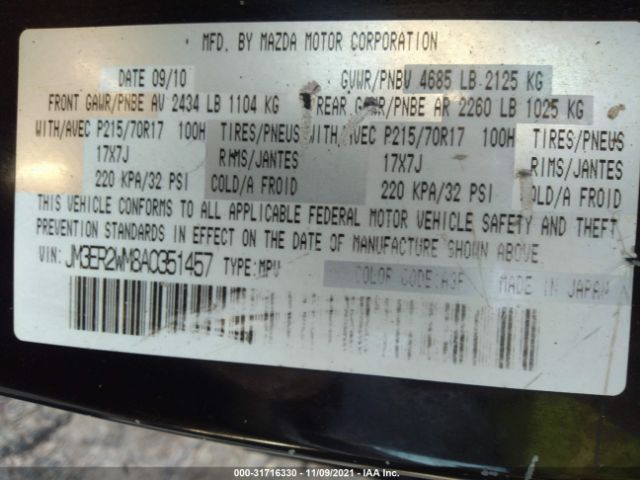 MFD. BY MAZDA MOTOR CORPORATION
DATE 09/10 GVWR/PNBV 4685 LB 2125 KG
FRONT GAWR/PNBE AV 2434 LB 1104 KG REAR GAWR/PNBE AR 2260 LB 1025 KG
WITH/AVEC P215/70R17 100H TIRES/PNEUS WITH/AVEC P215/70R17 100H TIRES/PNEUS
17X7J RIMS/JANTES 17X7J RIMS/JANTES
220 KPA/32 PSI COLD/A FROID 220 KPA/32 PSI COLD/A FROID
THIS VEHICLE CONFORMS TO ALL APPLICABLE FEDERAL MOTOR VEHICLE SAFETY AND THEFT
PREVENTION STANDARDS IN EFFECT ON THE DATE OF MANUFACTURE SHOWN ABOVE.
VIN: JM3ER2WM8A0351457 TYPE:MPV COLOF CODE:A3F MADE IN JAPAN
000-31716330 - 11/09/2021 - IAA Inc.